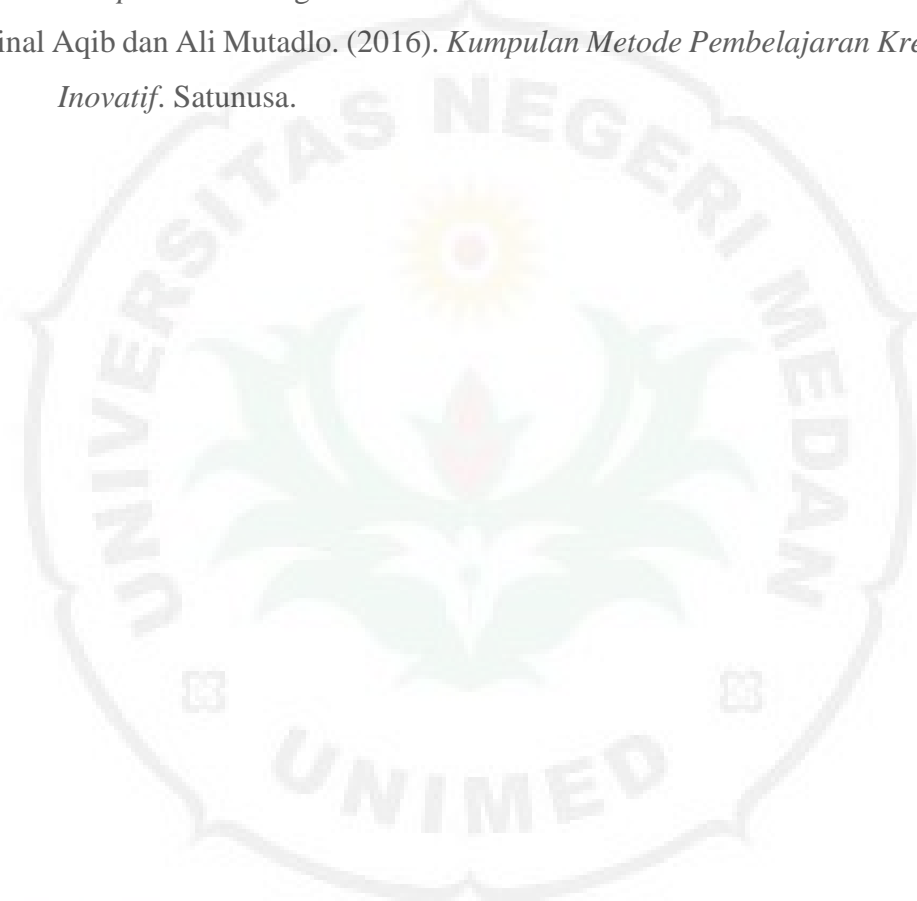 inal Aqib dan Ali Mutadlo. (2016). Kumpulan Metode Pembelajaran Kre
Inovatif. Satunusa.
UNIVERSITAS NEGERI MEDAN
UNIMED